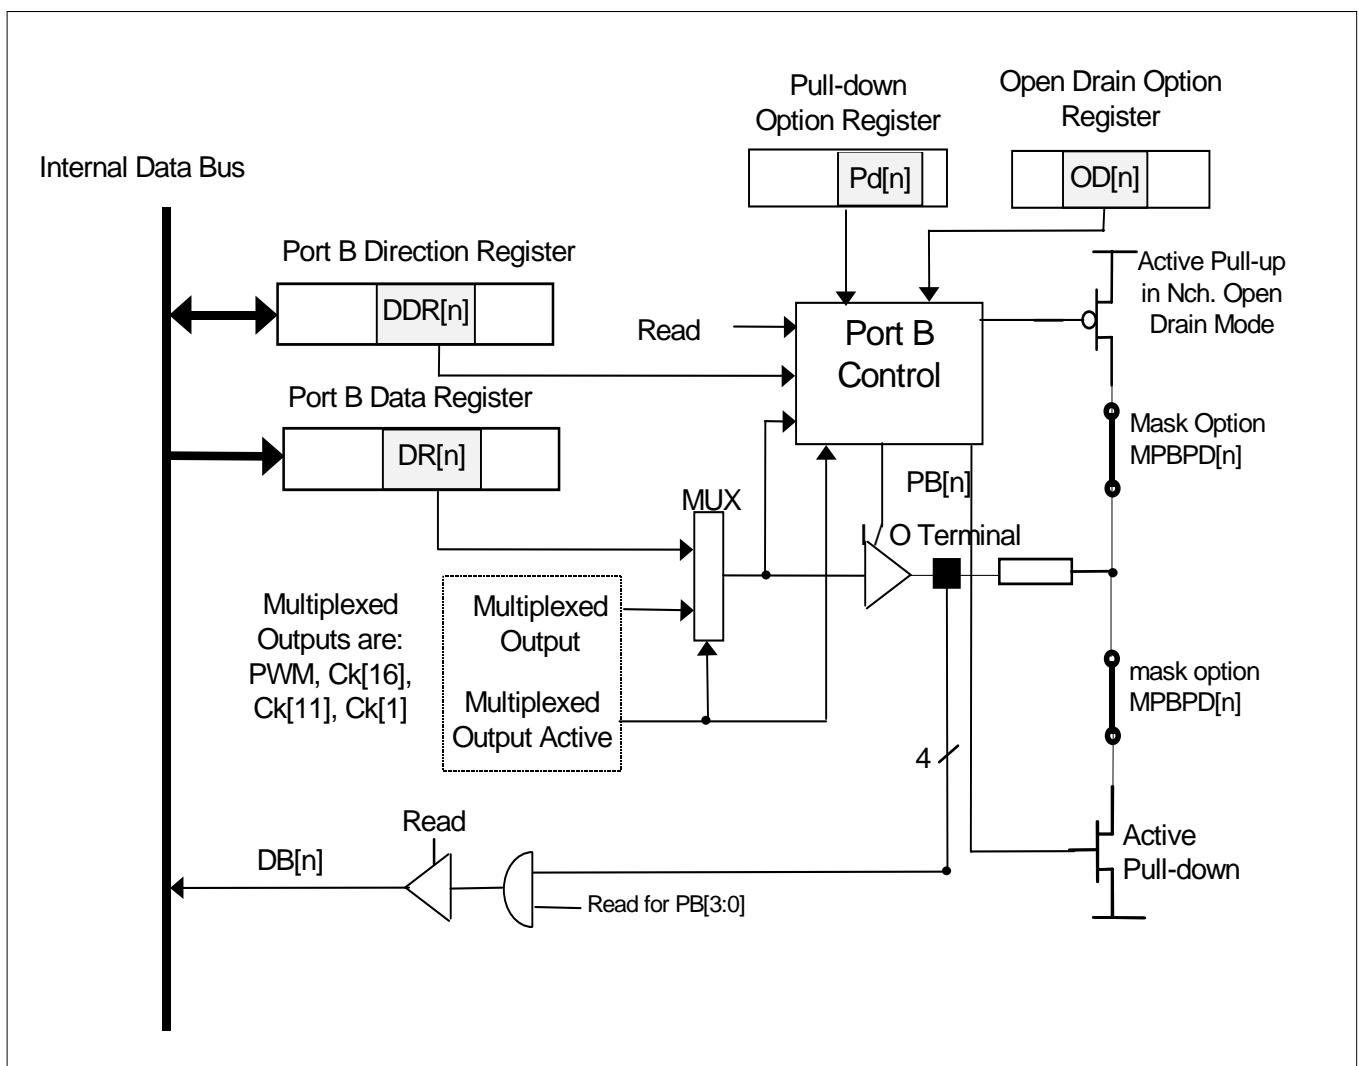 Pull-down
Option Register
Open Drain Option
Register
Internal Data Bus
Pd[n]
OD[n]
Port B Direction Register
DDR[n]
Active Pull-up
in Nch. Open
Drain Mode
Read
Port B
Control
Port B Data Register
DR[n]
Mask Option
MPBPD[n]
PB[n]
MUX
I/O Terminal
Multiplexed
Outputs are:
PWM, Ck[16],
Ck[11], Ck[1]
Multiplexed
Output
Multiplexed
Output Active
mask option
MPBPD[n]
4
Read
DB[n]
Active
Pull-down
Read for PB[3:0]